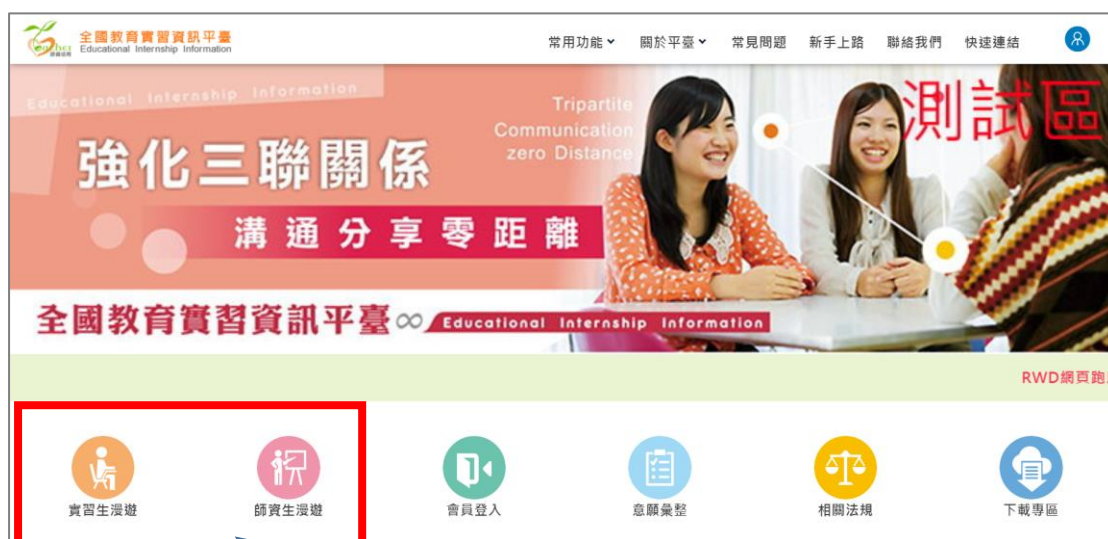 全國教育實習資訊平臺
Educational Internship Information
常用功能 關於平臺 常見問題 新手上路 聯絡我們 快速連結
Educational Internship Information
Tripartite
Communication
zero Distance
測試區
強化三聯關係
溝通分享零距離
全國教育實習資訊平臺
Educational Internship Information
RWD網頁跑
實習生漫遊 師資生漫遊 會員登入 意願彙整 相關法規 下載專區